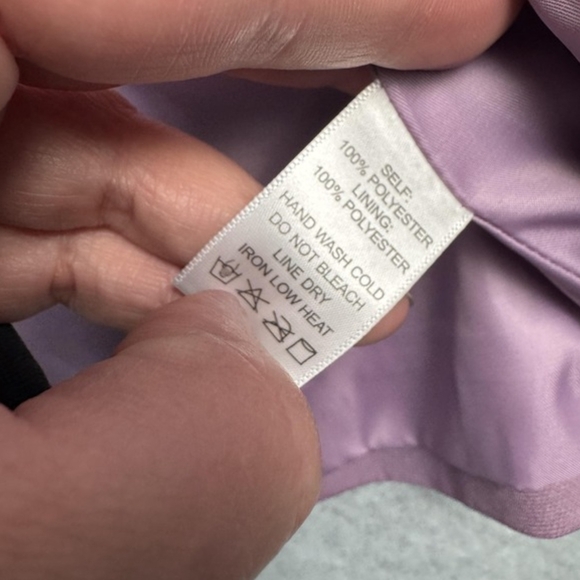 SELF:
100% POLYESTER
LINING:
100% POLYESTER
HAND WASH COLD
DO NOT BLEACH
LINE DRY
IRON LOW HEAT